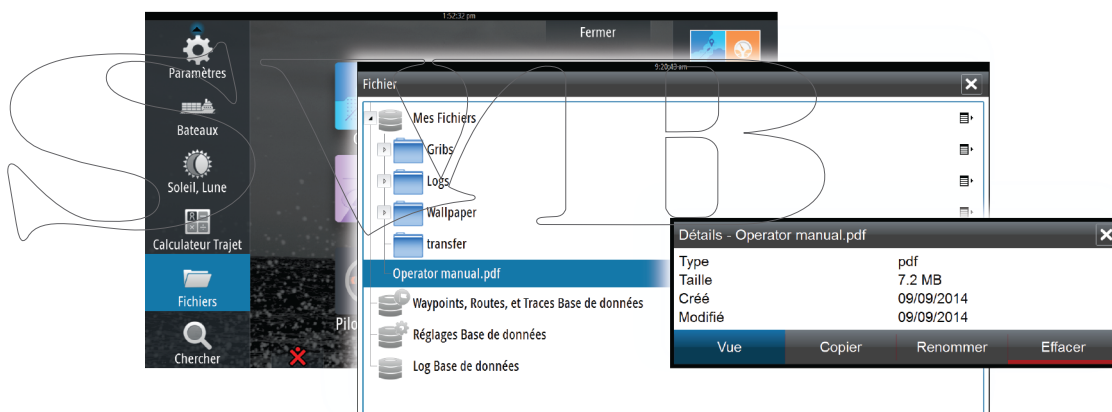 1:52:32 pm
Fermer
Paramètres
Bateaux
Soleil, Lune
Calculateur Trajet
Fichiers
Chercher
Pilo
9:20:43 am
Fichier
Mes Fichiers
Gribs
Logs
Wallpaper
transfer
Operator manual.pdf
Waypoints, Routes, et Traces Base de données
Réglages Base de données
Log Base de données
Détails - Operator manual.pdf
Type pdf
Taille 7.2 MB
Créé 09/09/2014
Modifié 09/09/2014
Vue Copier Renommer Effacer
SVB